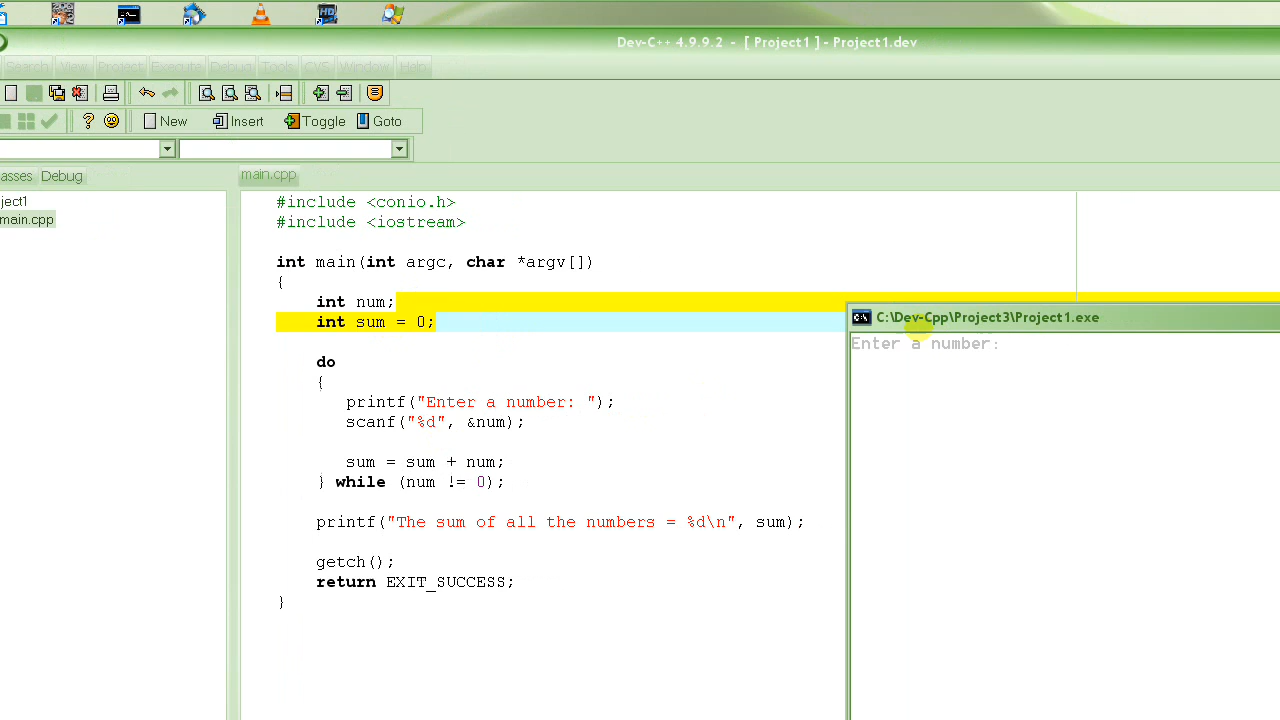 Dev-C++ 4.9.9.2 - [ Project1 ] - Project1.dev
Search View Project Execute Debug Tools CVS Window Help
New Insert Toggle Goto
asses Debug
main.cpp
ject1
main.cpp
#include <conio.h>
#include <iostream>
int main(int argc, char *argv[])
{
int num;
int sum = 0;
do
{
printf("Enter a number: ");
scanf("%d", &num);
sum = sum + num;
} while (num != 0);
printf("The sum of all the numbers = %d\n", sum);
getch();
return EXIT_SUCCESS;
}
C:\Dev-Cpp\Project3\Project1.exe
Enter a number: